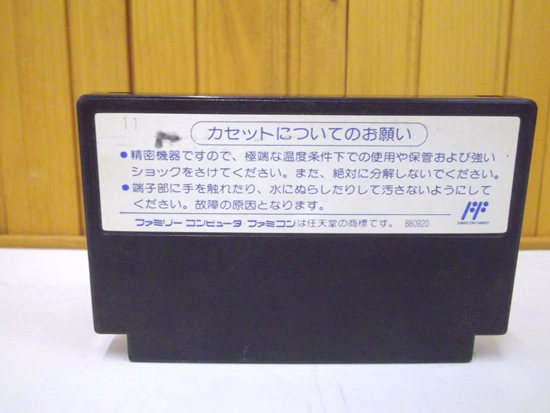 11
カセットについてのお願い
●精密機器ですので、極端な温度条件下での使用や保管および強い
ショックをさけてください。また、絶対に分解しないでください。
●端子部に手を触れたり、水にぬらしたりして汚さないようにして
ください。故障の原因となります。
ファミリーコンピュータ・ファミコンは任天堂の商標です。 880920
FAMICOM FAMILY